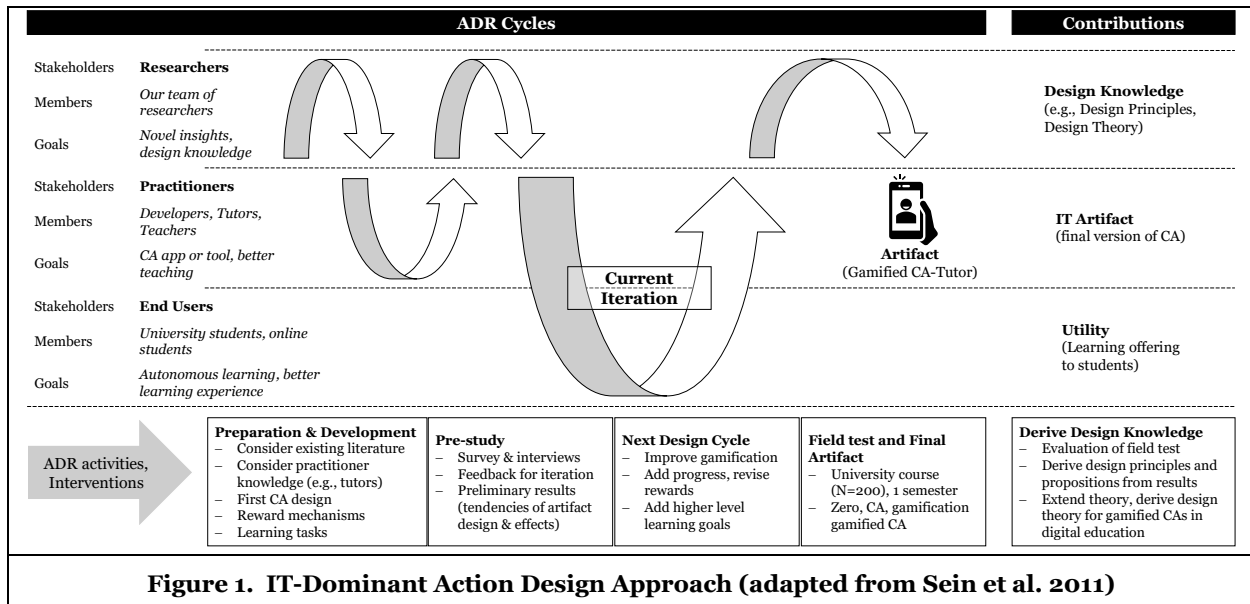 ADR Cycles
Contributions
Stakeholders
Researchers
Members
Our team of
researchers
Goals
Novel insights,
design knowledge
Design Knowledge
(e.g., Design Principles,
Design Theory)
Stakeholders
Practitioners
Members
Developers, Tutors,
Teachers
Goals
CA app or tool, better
teaching
Artifact
(Gamified CA-Tutor)
IT Artifact
(final version of CA)
Current
Iteration
Stakeholders
End Users
Members
University students, online
students
Goals
Autonomous learning, better
learning experience
Utility
(Learning offering
to students)
ADR activities,
Interventions
Preparation & Development
– Consider existing literature
– Consider practitioner
knowledge (e.g., tutors)
– First CA design
– Reward mechanisms
– Learning tasks
Pre-study
– Survey & interviews
– Feedback for iteration
– Preliminary results
(tendencies of artifact
design & effects)
Next Design Cycle
– Improve gamification
– Add progress, revise
rewards
– Add higher level
learning goals
Field test and Final
Artifact
– University course
(N=200), 1 semester
– Zero, CA, gamification
gamified CA
Derive Design Knowledge
– Evaluation of field test
– Derive design principles and
propositions from results
– Extend theory, derive design
theory for gamified CAs in
digital education
Figure 1. IT-Dominant Action Design Approach (adapted from Sein et al. 2011)